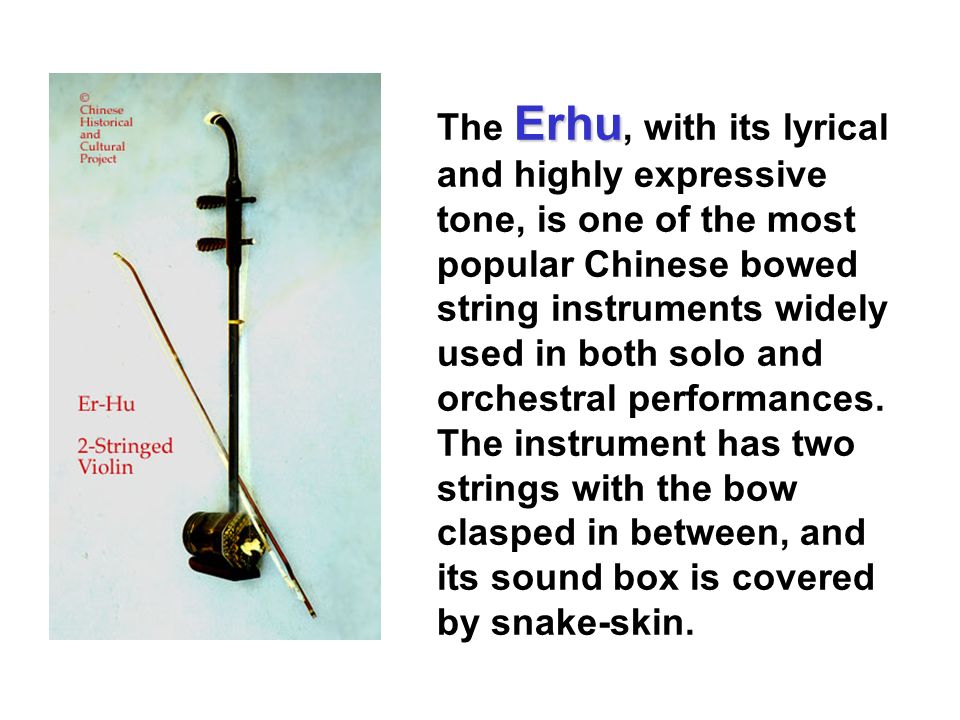 ©
Chinese
Historical
and
Cultural
Project
Er-Hu
2-Stringed
Violin
The Erhu, with its lyrical
and highly expressive
tone, is one of the most
popular Chinese bowed
string instruments widely
used in both solo and
orchestral performances.
The instrument has two
strings with the bow
clasped in between, and
its sound box is covered
by snake-skin.